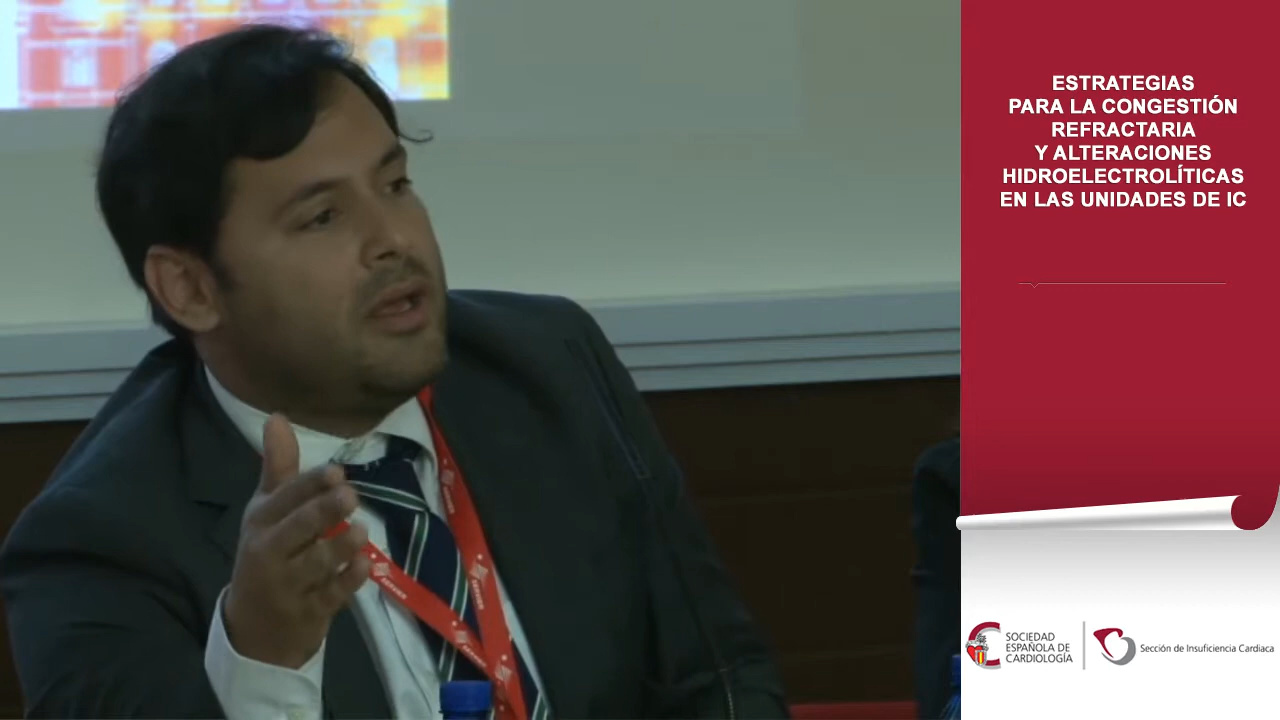 ESTRATEGIAS
PARA LA CONGESTIÓN
REFRACTARIA
Y ALTERACIONES
HIDROELECTROLÍTICAS
EN LAS UNIDADES DE IC
SOCIEDAD
ESPAÑOLA DE
CARDIOLOGÍA
Sección de Insuficiencia Cardiaca